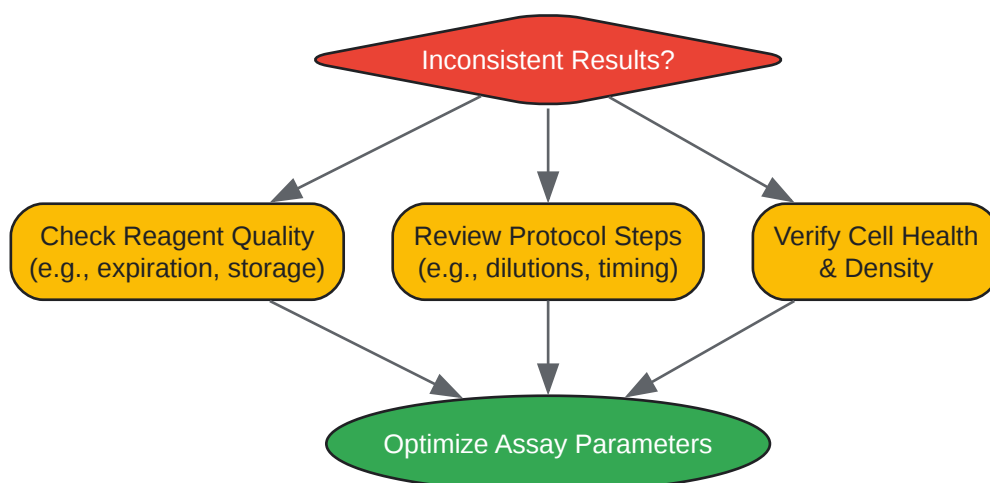 Inconsistent Results?
Check Reagent Quality
(e.g., expiration, storage)
Review Protocol Steps
(e.g., dilutions, timing)
Verify Cell Health
& Density
Optimize Assay Parameters